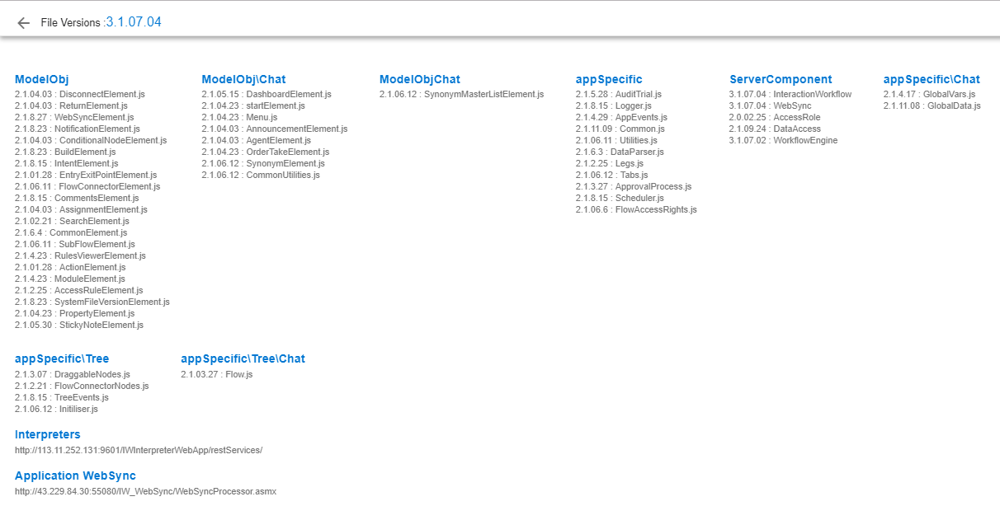 File Versions :3.1.07.04
ModelObj
2.1.04.03 : DisconnectElement.js
2.1.04.03 : ReturnElement.js
2.1.8.27 : WebSyncElement.js
2.1.8.23 : NotificationElement.js
2.1.04.03 : ConditionalNodeElement.js
2.1.8.23 : BuildElement.js
2.1.8.15 : IntentElement.js
2.1.01.28 : EntryExitPointElement.js
2.1.06.11 : FlowConnectorElement.js
2.1.8.15 : CommentsElement.js
2.1.04.03 : AssignmentElement.js
2.1.02.21 : SearchElement.js
2.1.6.4 : CommonElement.js
2.1.06.11 : SubFlowElement.js
2.1.4.23 : RulesViewerElement.js
2.1.01.28 : ActionElement.js
2.1.4.23 : ModuleElement.js
2.1.2.25 : AccessRuleElement.js
2.1.8.23 : SystemFileVersionElement.js
2.1.04.23 : PropertyElement.js
2.1.05.30 : StickyNoteElement.js
ModelObj\Chat
2.1.05.15 : DashboardElement.js
2.1.04.23 : startElement.js
2.1.04.23 : Menu.js
2.1.04.03 : AnnouncementElement.js
2.1.04.03 : AgentElement.js
2.1.04.23 : OrderTakeElement.js
2.1.06.12 : SynonymElement.js
2.1.06.12 : CommonUtilities.js
ModelObjChat
2.1.06.12 : SynonymMasterListElement.js
appSpecific
2.1.5.28 : AuditTrial.js
2.1.8.15 : Logger.js
2.1.4.29 : AppEvents.js
2.1.11.09 : Common.js
2.1.06.11 : Utilities.js
2.1.6.3 : DataParser.js
2.1.2.25 : Legs.js
2.1.06.12 : Tabs.js
2.1.3.27 : ApprovalProcess.js
2.1.8.15 : Scheduler.js
2.1.06.6 : FlowAccessRights.js
ServerComponent
3.1.07.04 : InteractionWorkflow
3.1.07.04 : WebSync
2.0.02.25 : AccessRole
2.1.09.24 : DataAccess
3.1.07.02 : WorkflowEngine
appSpecific\Chat
2.1.4.17 : GlobalVars.js
2.1.11.08 : GlobalData.js
appSpecific\Tree
2.1.3.07 : DraggableNodes.js
2.1.2.21 : FlowConnectorNodes.js
2.1.8.15 : TreeEvents.js
2.1.06.12 : Initiliser.js
appSpecific\Tree\Chat
2.1.03.27 : Flow.js
Interpreters
http://113.11.252.131:9601/IWInterpreterWebApp/restServices/
Application WebSync
http://43.229.84.30:55080/IW_WebSync/WebSyncProcessor.asmx